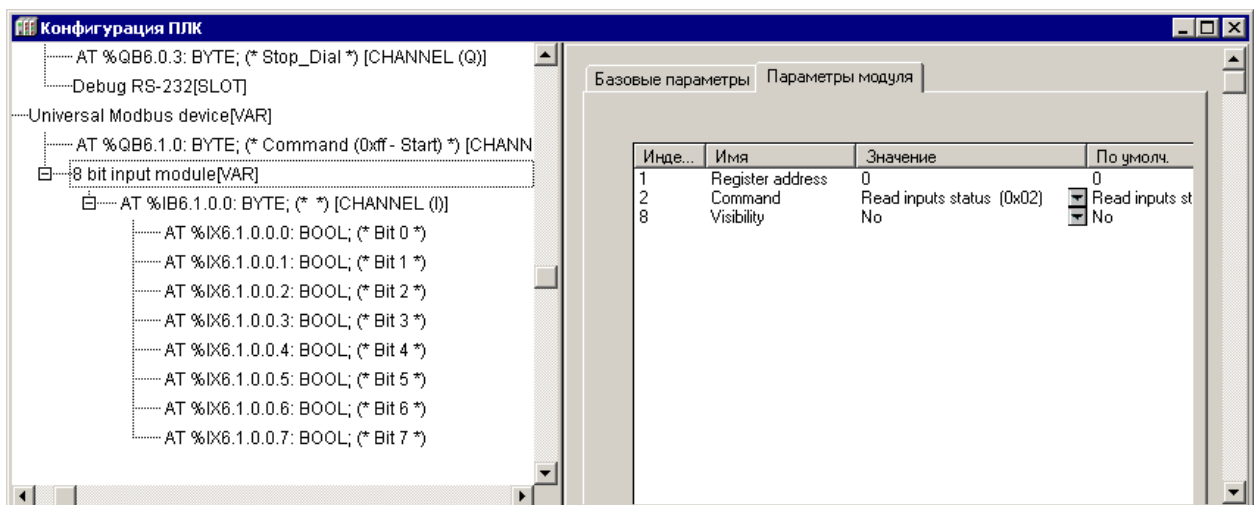 Конфигурация ПЛК
AT %QB6.0.3: BYTE; (* Stop_Dial *) [CHANNEL (Q)]
Debug RS-232[SLOT]
Universal Modbus device[VAR]
AT %QB6.1.0: BYTE; (* Command (0xff - Start) *) [CHANN
8 bit input module[VAR]
AT %IB6.1.0.0: BYTE; (* *) [CHANNEL (I)]
AT %IX6.1.0.0.0: BOOL; (* Bit 0 *)
AT %IX6.1.0.0.1: BOOL; (* Bit 1 *)
AT %IX6.1.0.0.2: BOOL; (* Bit 2 *)
AT %IX6.1.0.0.3: BOOL; (* Bit 3 *)
AT %IX6.1.0.0.4: BOOL; (* Bit 4 *)
AT %IX6.1.0.0.5: BOOL; (* Bit 5 *)
AT %IX6.1.0.0.6: BOOL; (* Bit 6 *)
AT %IX6.1.0.0.7: BOOL; (* Bit 7 *)
Базовые параметры Параметры модуля
Инде... Имя Значение По умолч.
1 Register address 0 0
2 Command Read inputs status (0x02) Read inputs st
8 Visibility No No